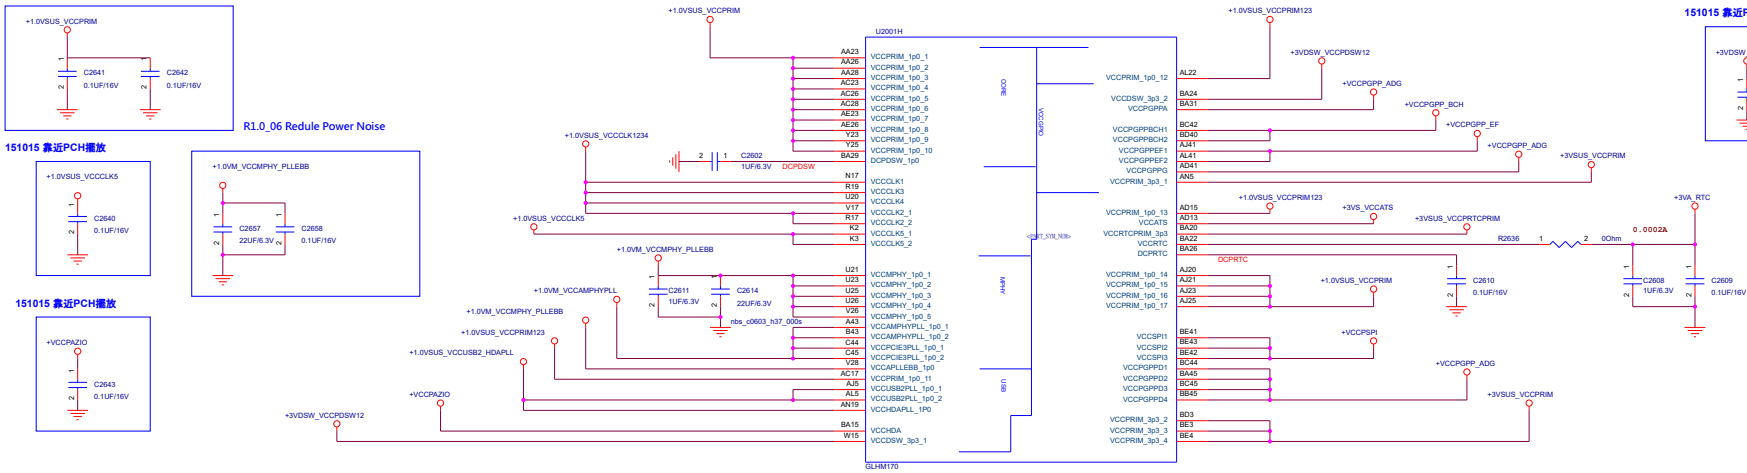 +1.0VSUS_VCCPRIM
C2641
0.1UF/16V
C2642
0.1UF/16V
R1.0_06 Redule Power Noise
151015 靠近PCH擺放
+1.0VSUS_VCCCLK5
C2640
0.1UF/16V
+1.0VM_VCCMPHY_PLLEBB
C2657
22UF/6.3V
C2658
0.1UF/16V
151015 靠近PCH擺放
+VCCPAZIO
C2643
0.1UF/16V
+1.0VSUS_VCCPRIM
+1.0VSUS_VCCCLK1234
2 1 C2602
1UF/6.3V
DCPDSW
+1.0VSUS_VCCCLK5
+1.0VM_VCCMPHY_PLLEBB
C2611
1UF/6.3V
C2614
22UF/6.3V
nbs_c0603_h37_000s
+1.0VM_VCCAMPHYPLL
+1.0VM_VCCMPHY_PLLEBB
+1.0VSUS_VCCPRIM123
+1.0VSUS_VCCUSB2_HDAPLL
+VCCPAZIO
+3VDSW_VCCPDSW12
U2001H
AA23 VCCPRIM_1p0_1
AA26 VCCPRIM_1p0_2
AA28 VCCPRIM_1p0_3
AC23 VCCPRIM_1p0_4
AC26 VCCPRIM_1p0_5
AC28 VCCPRIM_1p0_6
AE23 VCCPRIM_1p0_7
AE26 VCCPRIM_1p0_8
Y23 VCCPRIM_1p0_9
Y25 VCCPRIM_1p0_10
BA29 DCPDSW_1p0
N17 VCCCLK1
R19 VCCCLK3
U20 VCCCLK4
V17 VCCCLK2_1
R17 VCCCLK2_2
K2 VCCCLK5_1
K3 VCCCLK5_2
U21 VCCMPHY_1p0_1
U23 VCCMPHY_1p0_2
U25 VCCMPHY_1p0_3
U26 VCCMPHY_1p0_4
V26 VCCMPHY_1p0_5
A43 VCCAMPHYPLL_1p0_1
B43 VCCAMPHYPLL_1p0_2
C44 VCCPCIE3PLL_1p0_1
C45 VCCPCIE3PLL_1p0_2
V28 VCCAPLLEBB_1p0
AC17 VCCPRIM_1p0_11
AJ5 VCCUSB2PLL_1p0_1
AL5 VCCUSB2PLL_1p0_2
AN19 VCCHDAPLL_1P0
BA15 VCCHDA
W15 VCCDSW_3p3_1
GLHM170
CORE
VCCGPIO
<PART_SYM_NUM>
MPHY
USB
VCCPRIM_1p0_12 AL22
VCCDSW_3p3_2 BA24
VCCPGPPA BA31
VCCPGPPBCH1 BC42
VCCPGPPBCH2 BD40
VCCPGPPEF1 AJ41
VCCPGPPEF2 AL41
VCCPGPPG AD41
VCCPRIM_3p3_1 AN5
VCCPRIM_1p0_13 AD15
VCCATS AD13
VCCRTCPRIM_3p3 BA20
VCCRTC BA22
DCPRTC BA26
VCCPRIM_1p0_14 AJ20
VCCPRIM_1p0_15 AJ21
VCCPRIM_1p0_16 AJ23
VCCPRIM_1p0_17 AJ25
VCCSPI1 BE41
VCCSPI2 BE43
VCCSPI3 BE42
VCCPGPPD1 BC44
VCCPGPPD2 BA45
VCCPGPPD3 BC45
VCCPGPPD4 BB45
VCCPRIM_3p3_2 BD3
VCCPRIM_3p3_3 BE3
VCCPRIM_3p3_4 BE4
+1.0VSUS_VCCPRIM123
+3VDSW_VCCPDSW12
+VCCPGPP_ADG
+VCCPGPP_BCH
+VCCPGPP_EF
+VCCPGPP_ADG
+3VSUS_VCCPRIM
+1.0VSUS_VCCPRIM123
+3VS_VCCATS
+3VSUS_VCCPRTCPRIM
R2636 1 2 0Ohm
DCPRTC
C2610
0.1UF/16V
+3VA_RTC
0.0002A
C2608
1UF/6.3V
C2609
0.1UF/16V
+1.0VSUS_VCCPRIM
+VCCPSPI
+VCCPGPP_ADG
+3VSUS_VCCPRIM
151015 靠近P
+3VDSW_